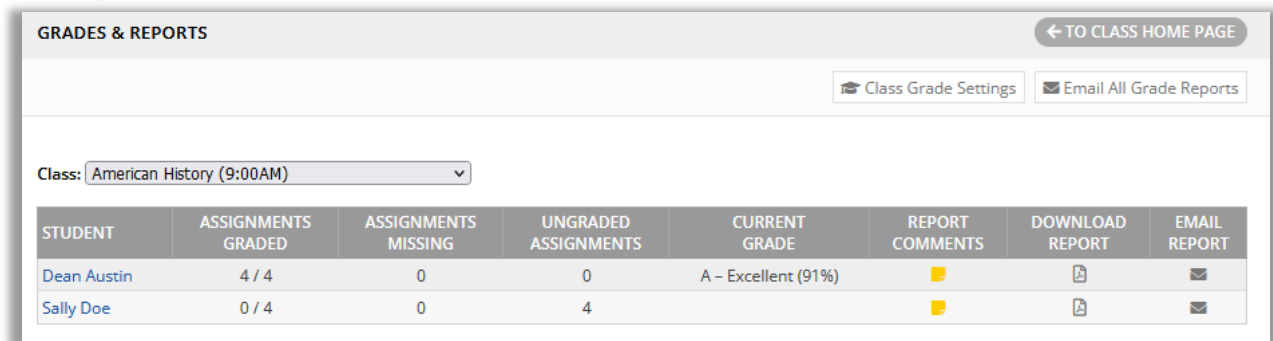 GRADES & REPORTS
TO CLASS HOME PAGE
Class Grade Settings
Email All Grade Reports
Class: American History (9:00AM)
STUDENT
ASSIGNMENTS
GRADED
ASSIGNMENTS
MISSING
UNGRADED
ASSIGNMENTS
CURRENT
GRADE
REPORT
COMMENTS
DOWNLOAD
REPORT
EMAIL
REPORT
Dean Austin 4 / 4 0 0 A – Excellent (91%)
Sally Doe 0 / 4 0 4